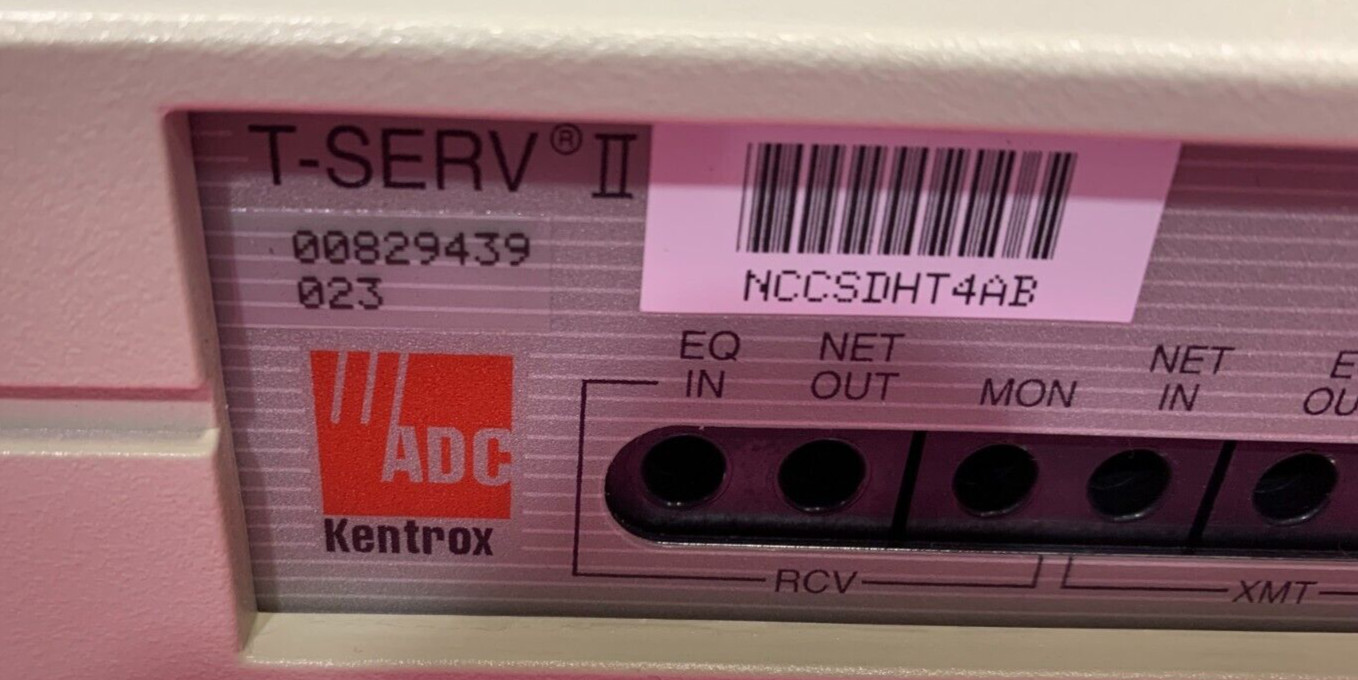 T-SERV® II
00829439
023
NCCSDHT4AB
ADC
Kentrox
EQ IN
NET OUT
MON
NET IN
RCV
XMT